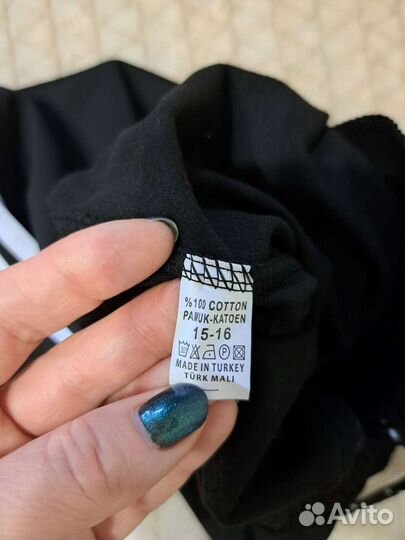 %100 COTTON
PAMUK-KATOEN
15-16
MADE IN TURKEY
TÜRK MALI
Avito